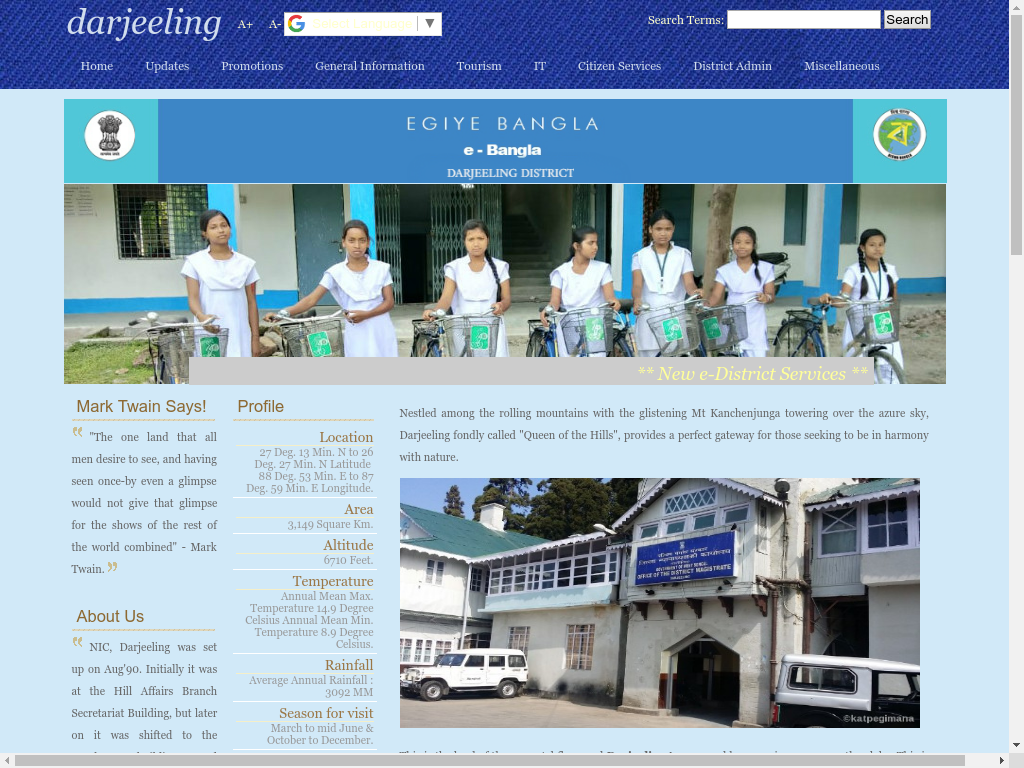 darjeeling
A+ A-
Search Terms: Search
Home Updates Promotions General Information Tourism IT Citizen Services District Admin Miscellaneous
EGIYE BANGLA
e - Bangla
DARJEELING DISTRICT
** New e-District Services **
Mark Twain Says!
"The one land that all
men desire to see, and having
seen once-by even a glimpse
would not give that glimpse
for the shows of the rest of
the world combined" - Mark
Twain.
About Us
NIC, Darjeeling was set
up on Aug'90. Initially it was
at the Hill Affairs Branch
Secretariat Building, but later
on it was shifted to the
Profile
Location
27 Deg. 13 Min. N to 26
Deg. 27 Min. N Latitude
88 Deg. 53 Min. E to 87
Deg. 59 Min. E Longitude.
Area
3,149 Square Km.
Altitude
6710 Feet.
Temperature
Annual Mean Max.
Temperature 14.9 Degree
Celsius Annual Mean Min.
Temperature 8.9 Degree
Celsius.
Rainfall
Average Annual Rainfall :
3092 MM
Season for visit
March to mid June &
October to December.
Nestled among the rolling mountains with the glistening Mt Kanchenjunga towering over the azure sky,
Darjeeling fondly called "Queen of the Hills", provides a perfect gateway for those seeking to be in harmony
with nature.
GOVERNMENT OF WEST BENGAL
OFFICE OF THE DISTRICT MAGISTRATE
©katpegimana